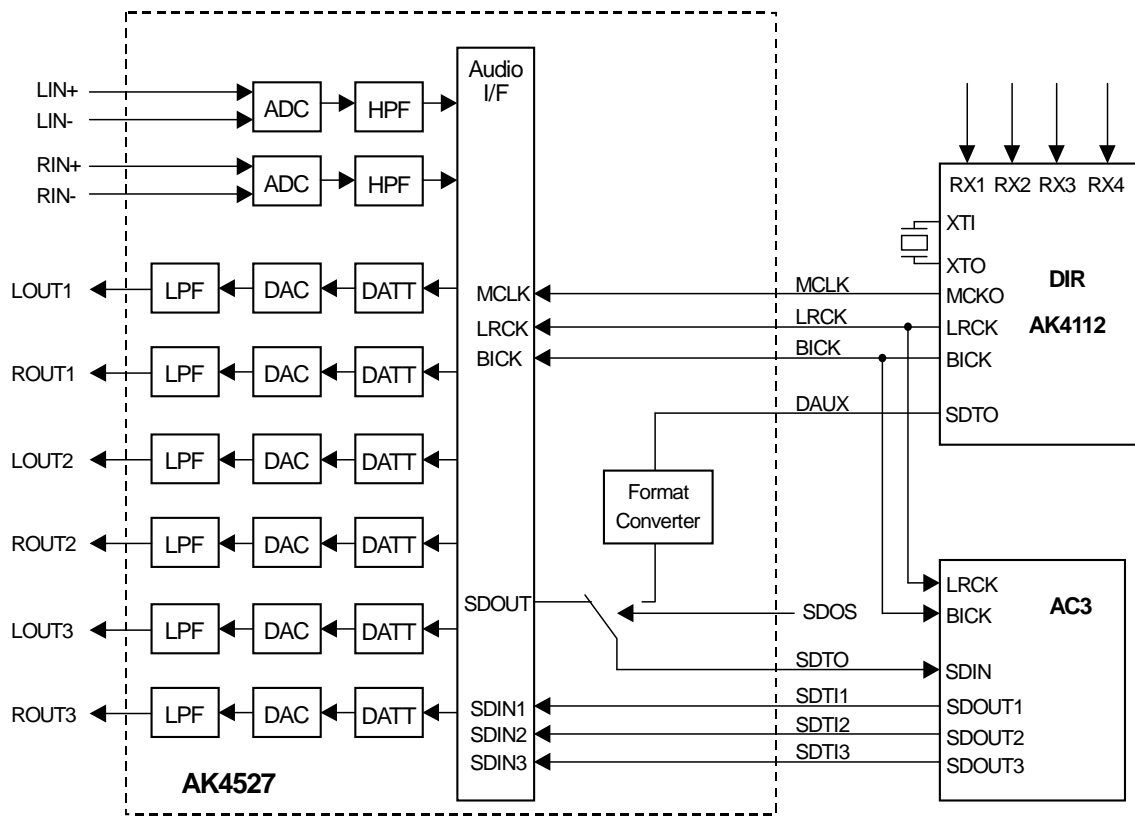 Audio
I/F
LIN+
LIN-
ADC
HPF
RIN+
RIN-
ADC
HPF
LOUT1
LPF
DAC
DATT
ROUT1
LPF
DAC
DATT
LOUT2
LPF
DAC
DATT
ROUT2
LPF
DAC
DATT
LOUT3
LPF
DAC
DATT
ROUT3
LPF
DAC
DATT
MCLK
LRCK
BICK
SDOUT
SDIN1
SDIN2
SDIN3
AK4527
Format
Converter
MCLK
LRCK
BICK
DAUX
SDOS
SDTO
SDTI1
SDTI2
SDTI3
RX1 RX2 RX3 RX4
XTI
XTO
MCKO
LRCK
BICK
SDTO
DIR
AK4112
LRCK
BICK
SDIN
SDOUT1
SDOUT2
SDOUT3
AC3